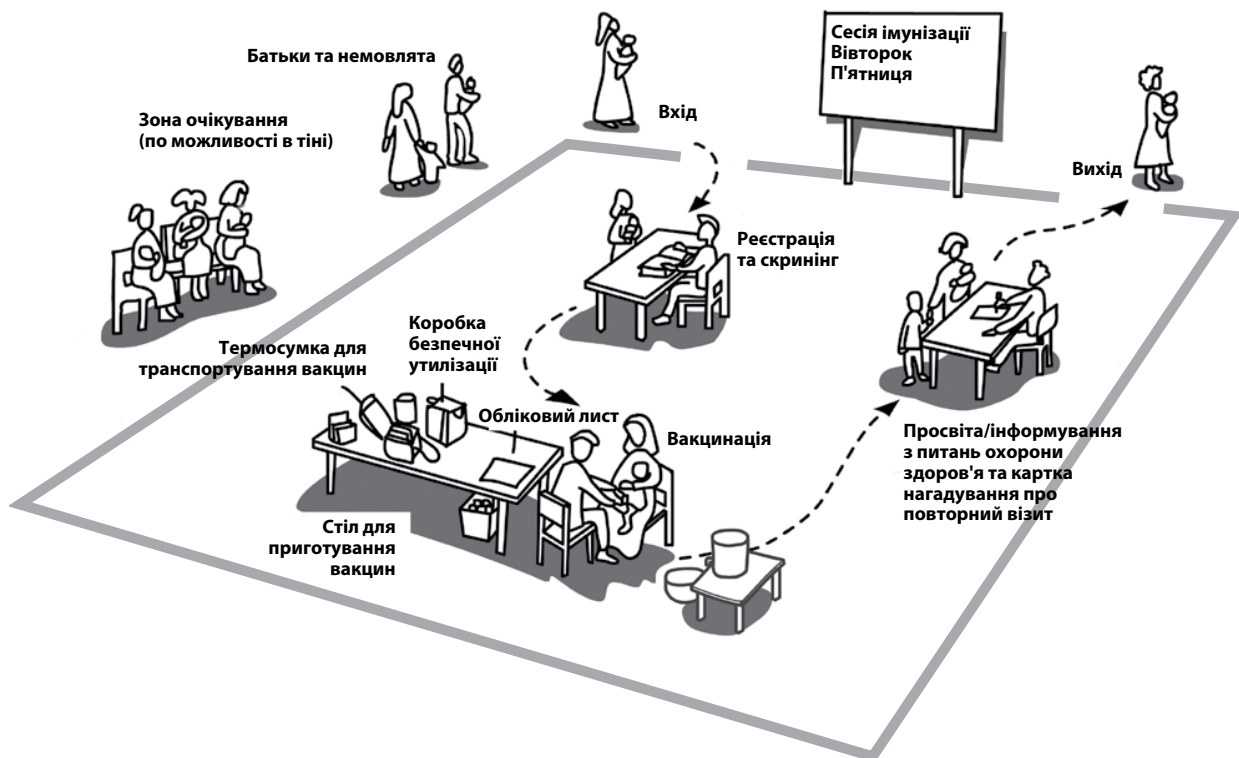 Батьки та немовлята
Зона очікування
(по можливості в тіні)
Вхід
Сесія імунізації
Вівторок
П'ятниця
Вихід
Реєстрація
та скринінг
Коробка
безпечної
утилізації
Термосумка для
транспортування вакцин
Обліковий лист
Вакцинація
Стіл для
приготування
вакцин
Просвіта/інформування
з питань охорони
здоров'я та картка
нагадування про
повторний візит